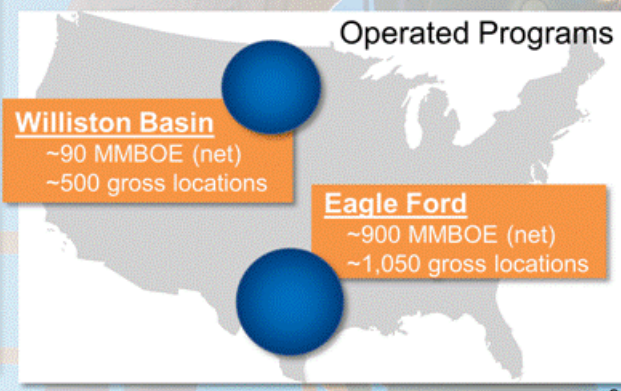 Operated Programs
Williston Basin
~90 MMBOE (net)
~500 gross locations
Eagle Ford
~900 MMBOE (net)
~1,050 gross locations